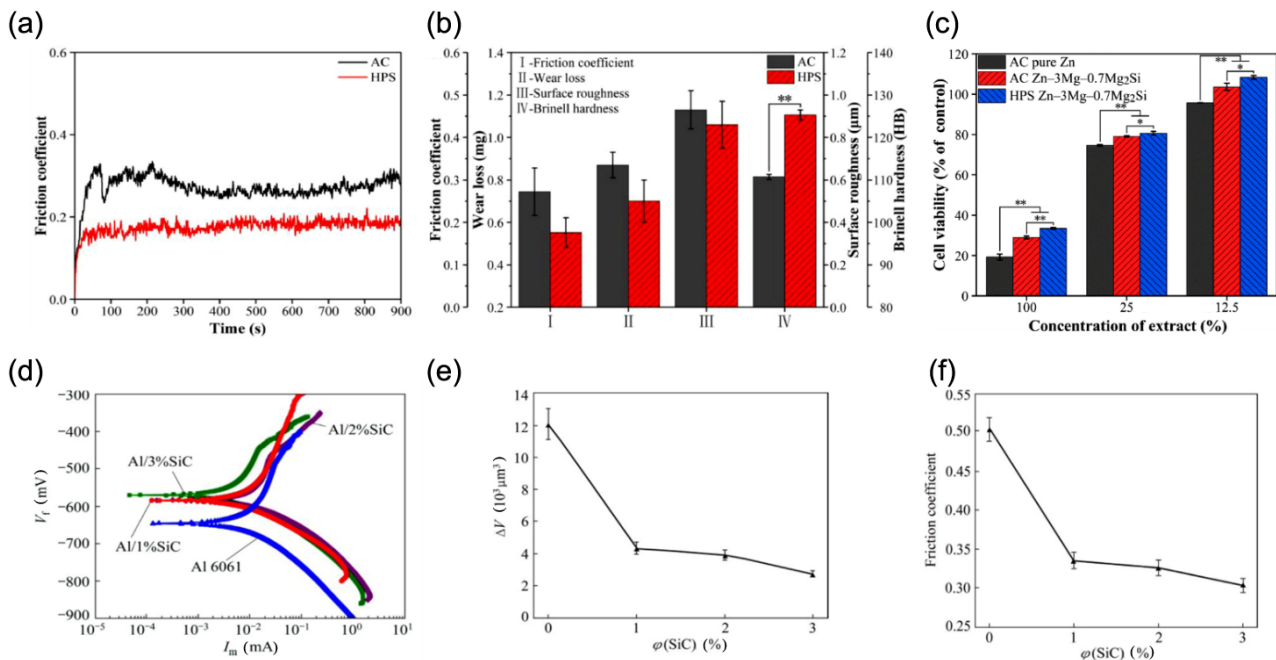 (a)
0.6
0.4
0.2
0.0
Friction coefficient
AC
HPS
0 100 200 300 400 500 600 700 800 900
Time (s)
(b)
0.6
0.5
0.4
0.3
0.2
0.1
0.0
Friction coefficient
1.6
1.4
1.2
1.0
0.8
0.6
0.4
0.2
Wear loss (mg)
Ⅰ-Friction coefficient
Ⅱ-Wear loss
Ⅲ-Surface roughness
Ⅳ-Brinell hardness
AC
HPS
**
Ⅰ Ⅱ Ⅲ Ⅳ
1.2
1.0
0.8
0.6
0.4
0.2
0.0
Surface roughness (μm)
140
130
120
110
100
90
80
Brinell hardness (HB)
(c)
120
100
80
60
40
20
0
Cell viability (% of control)
AC pure Zn
AC Zn–3Mg–0.7Mg₂Si
HPS Zn–3Mg–0.7Mg₂Si
**
**
**
*
**
*
100 25 12.5
Concentration of extract (%)
(d)
−300
−400
−500
−600
−700
−800
−900
Vf (mV)
Al/2%SiC
Al/3%SiC
Al/1%SiC
Al 6061
10⁻⁵ 10⁻⁴ 10⁻³ 10⁻² 10⁻¹ 10⁰ 10¹
Im (mA)
(e)
14
12
10
8
6
4
2
0
ΔV (10³μm³)
0 1 2 3
φ(SiC) (%)
(f)
0.55
0.50
0.45
0.40
0.35
0.30
0.25
Friction coefficient
0 1 2 3
φ(SiC) (%)